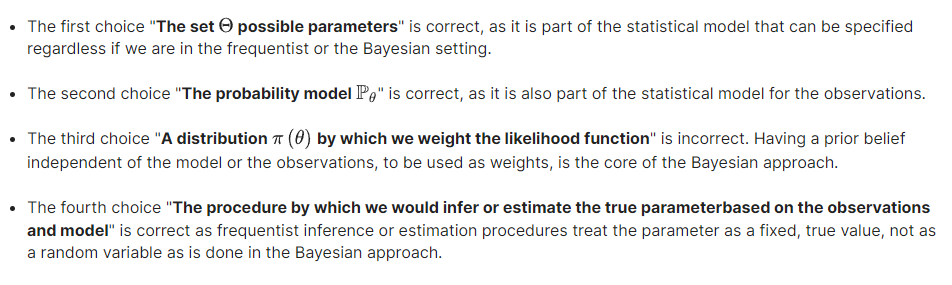 • The first choice "The set Θ possible parameters" is correct, as it is part of the statistical model that can be specified
regardless if we are in the frequentist or the Bayesian setting.
• The second choice "The probability model ℙ_θ" is correct, as it is also part of the statistical model for the observations.
• The third choice "A distribution π (θ) by which we weight the likelihood function" is incorrect. Having a prior belief
independent of the model or the observations, to be used as weights, is the core of the Bayesian approach.
• The fourth choice "The procedure by which we would infer or estimate the true parameterbased on the observations
and model" is correct as frequentist inference or estimation procedures treat the parameter as a fixed, true value, not as
a random variable as is done in the Bayesian approach.